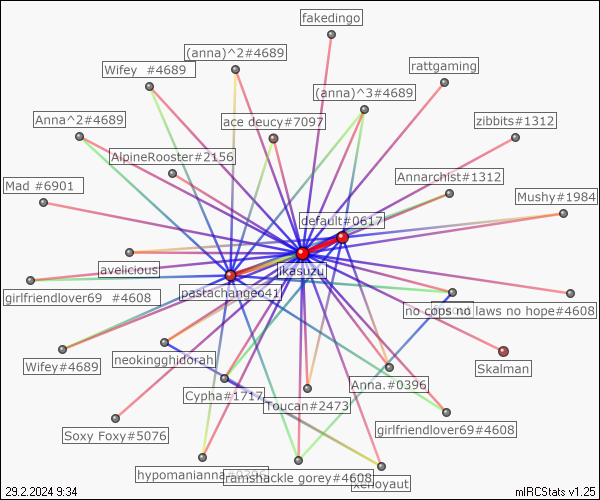 fakedingo
(anna)^2#4689
Wifey #4689
rattgaming
(anna)^3#4689
Anna^2#4689
ace deucy#7097
zibbits#1312
AlpineRooster#2156
Annarchist#1312
Mad #6901
Mushy#1984
default#0617
avelicious
ikasuzu
pastachangeo41
girlfriendlover69 #4608
no cops no laws no hope#4608
neokingghidorah
Wifey#4689
Skalman
Anna.#0396
Cypha#1717
Toucan#2473
girlfriendlover69#4608
Soxy Foxy#5076
hypomanianna
ramshackle gorey#4608
xenoyaut
29.2.2024 9:34
mIRCStats v1.25